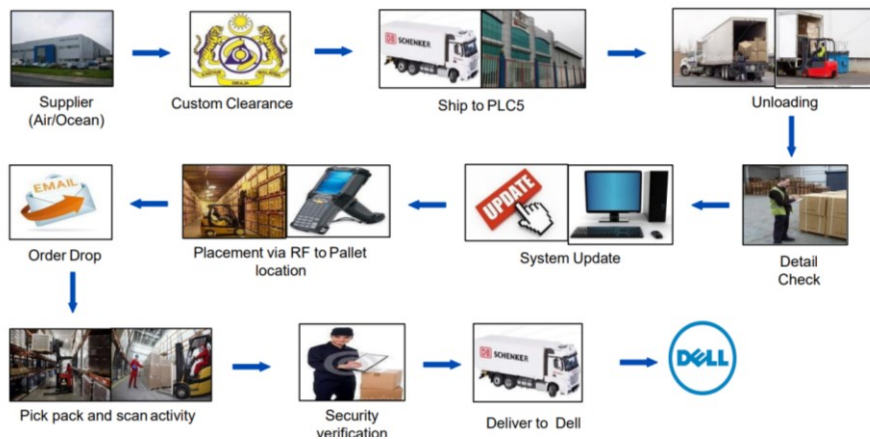 SCHENKER
Supplier
(Air/Ocean)
Custom Clearance
Ship to PLC5
Unloading
EMAIL
UPDATE
Order Drop
Placement via RF to Pallet
location
System Update
Detail
Check
DB SCHENKER
DELL
Pick pack and scan activity
Security
verification
Deliver to Dell